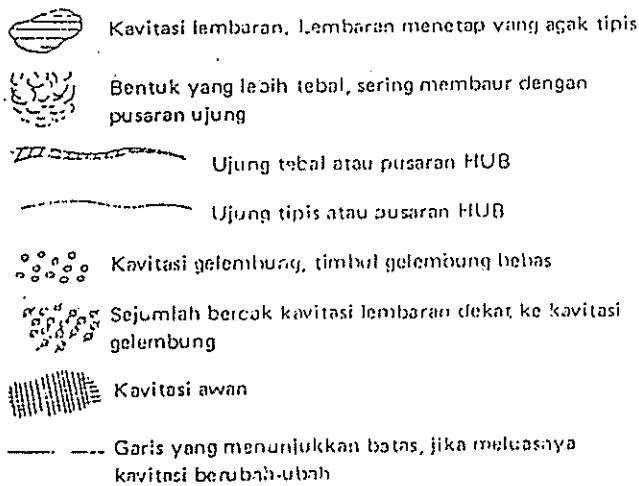 Kavitasi lembaran. Lembaran menetap yang agak tipis
Bentuk yang lebih tebal, sering membaur dengan
pusaran ujung
Ujung tebal atau pusaran HUB
Ujung tipis atau pusaran HUB
Kavitasi gelembung, timbul gelembung bebas
Sejumlah bercak kavitasi lembaran dekat ke kavitasi
gelembung
Kavitasi awan
Garis yang menunjukkan batas, jika meluasaya
kavitasi berubah-ubah